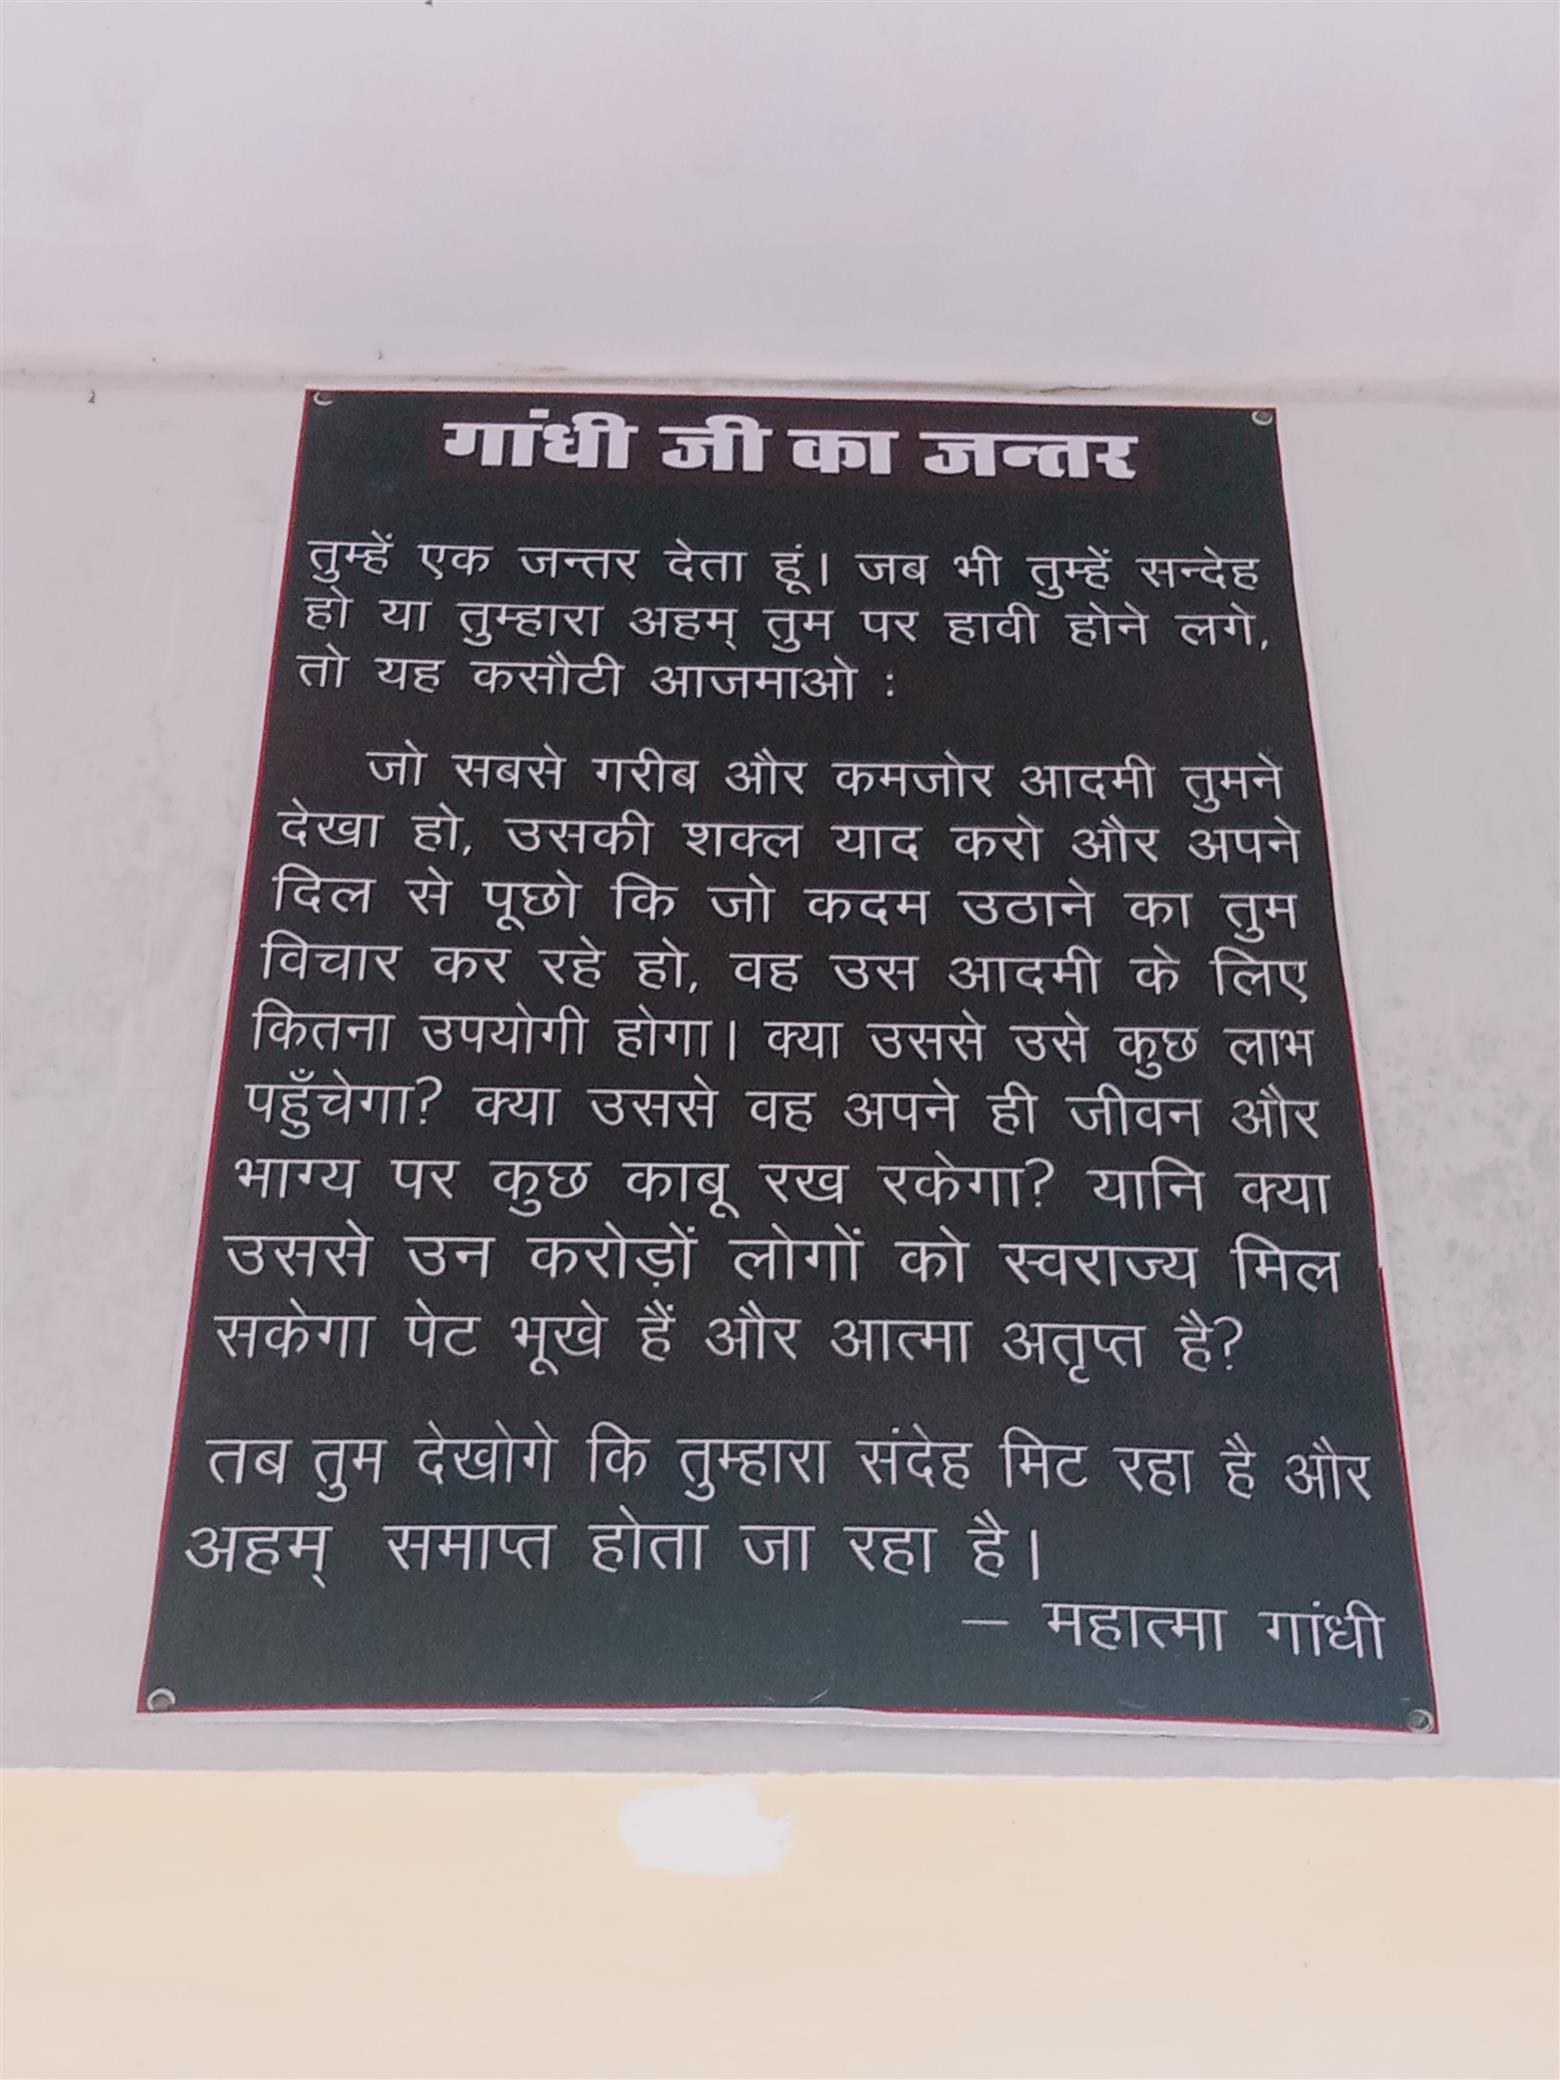 गांधी जी का जन्तर
तुम्हें एक जन्तर देता हूं। जब भी तुम्हें सन्देह
हो या तुम्हारा अहम् तुम पर हावी होने लगे,
तो यह कसौटी आजमाओ :
जो सबसे गरीब और कमजोर आदमी तुमने
देखा हो, उसकी शक्ल याद करो और अपने
दिल से पूछो कि जो कदम उठाने का तुम
विचार कर रहे हो, वह उस आदमी के लिए
कितना उपयोगी होगा। क्या उससे उसे कुछ लाभ
पहुँचेगा? क्या उससे वह अपने ही जीवन और
भाग्य पर कुछ काबू रख रकेगा? यानि क्या
उससे उन करोड़ों लोगों को स्वराज्य मिल
सकेगा पेट भूखे हैं और आत्मा अतृप्त है?
तब तुम देखोगे कि तुम्हारा संदेह मिट रहा है और
अहम् समाप्त होता जा रहा है।
– महात्मा गांधी